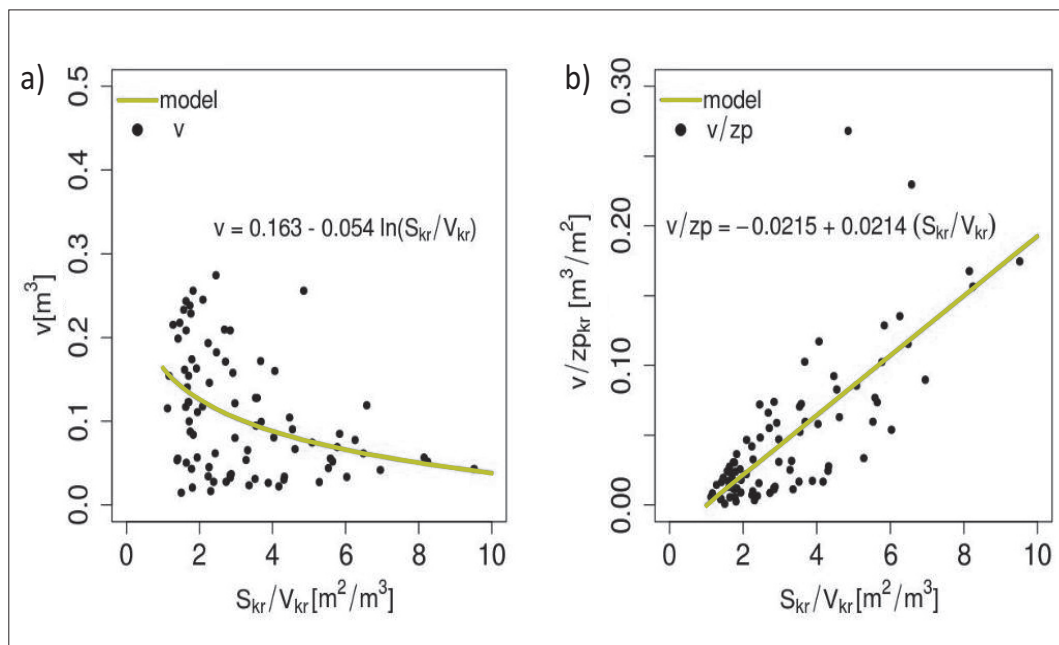 a)
v[m³]
0.0 0.1 0.2 0.3 0.4 0.5
model
v
v = 0.163 - 0.054 ln(Sₖᵣ/Vₖᵣ)
0 2 4 6 8 10
Sₖᵣ/Vₖᵣ[m²/m³]
b)
v/zpₖᵣ [m³/m²]
0.00 0.10 0.20 0.30
model
v/zp
v/zp = −0.0215 + 0.0214 (Sₖᵣ/Vₖᵣ)
0 2 4 6 8 10
Sₖᵣ/Vₖᵣ[m²/m³]